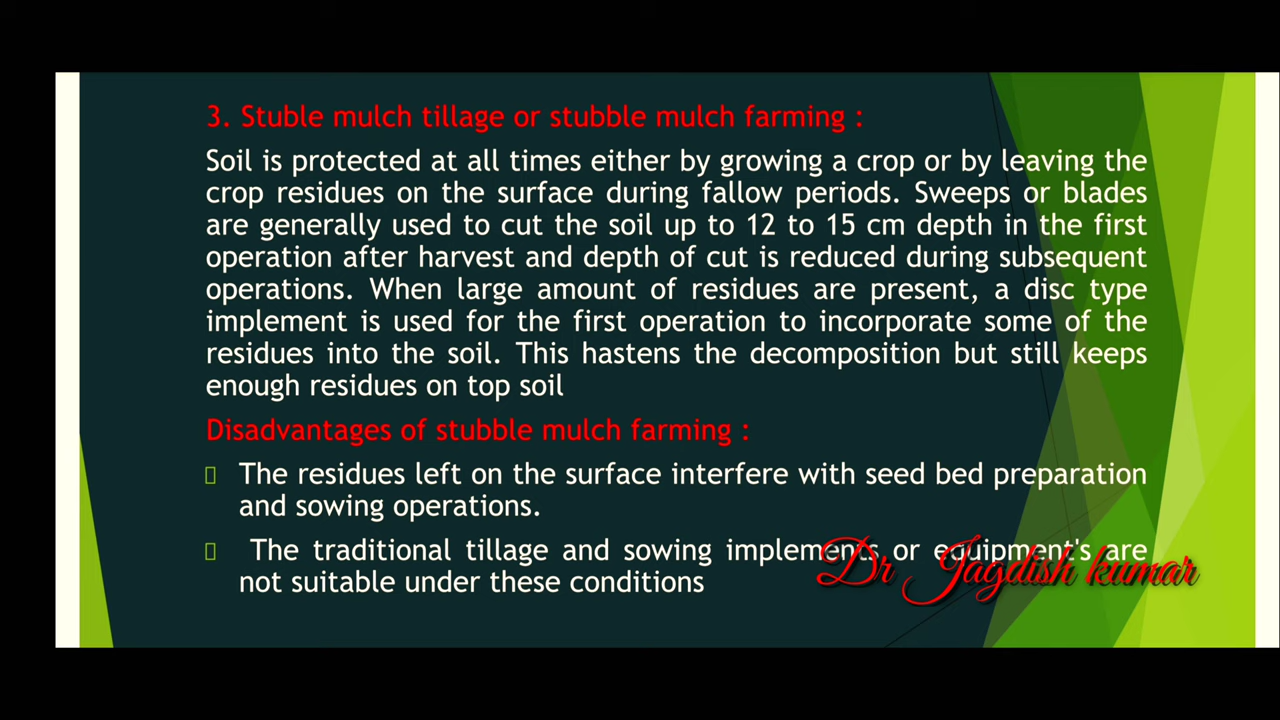 3. Stuble mulch tillage or stubble mulch farming :
Soil is protected at all times either by growing a crop or by leaving the
crop residues on the surface during fallow periods. Sweeps or blades
are generally used to cut the soil up to 12 to 15 cm depth in the first
operation after harvest and depth of cut is reduced during subsequent
operations. When large amount of residues are present, a disc type
implement is used for the first operation to incorporate some of the
residues into the soil. This hastens the decomposition but still keeps
enough residues on top soil
Disadvantages of stubble mulch farming :
The residues left on the surface interfere with seed bed preparation
and sowing operations.
The traditional tillage and sowing implements or equipment's are
not suitable under these conditions
Dr Jagdish kumar